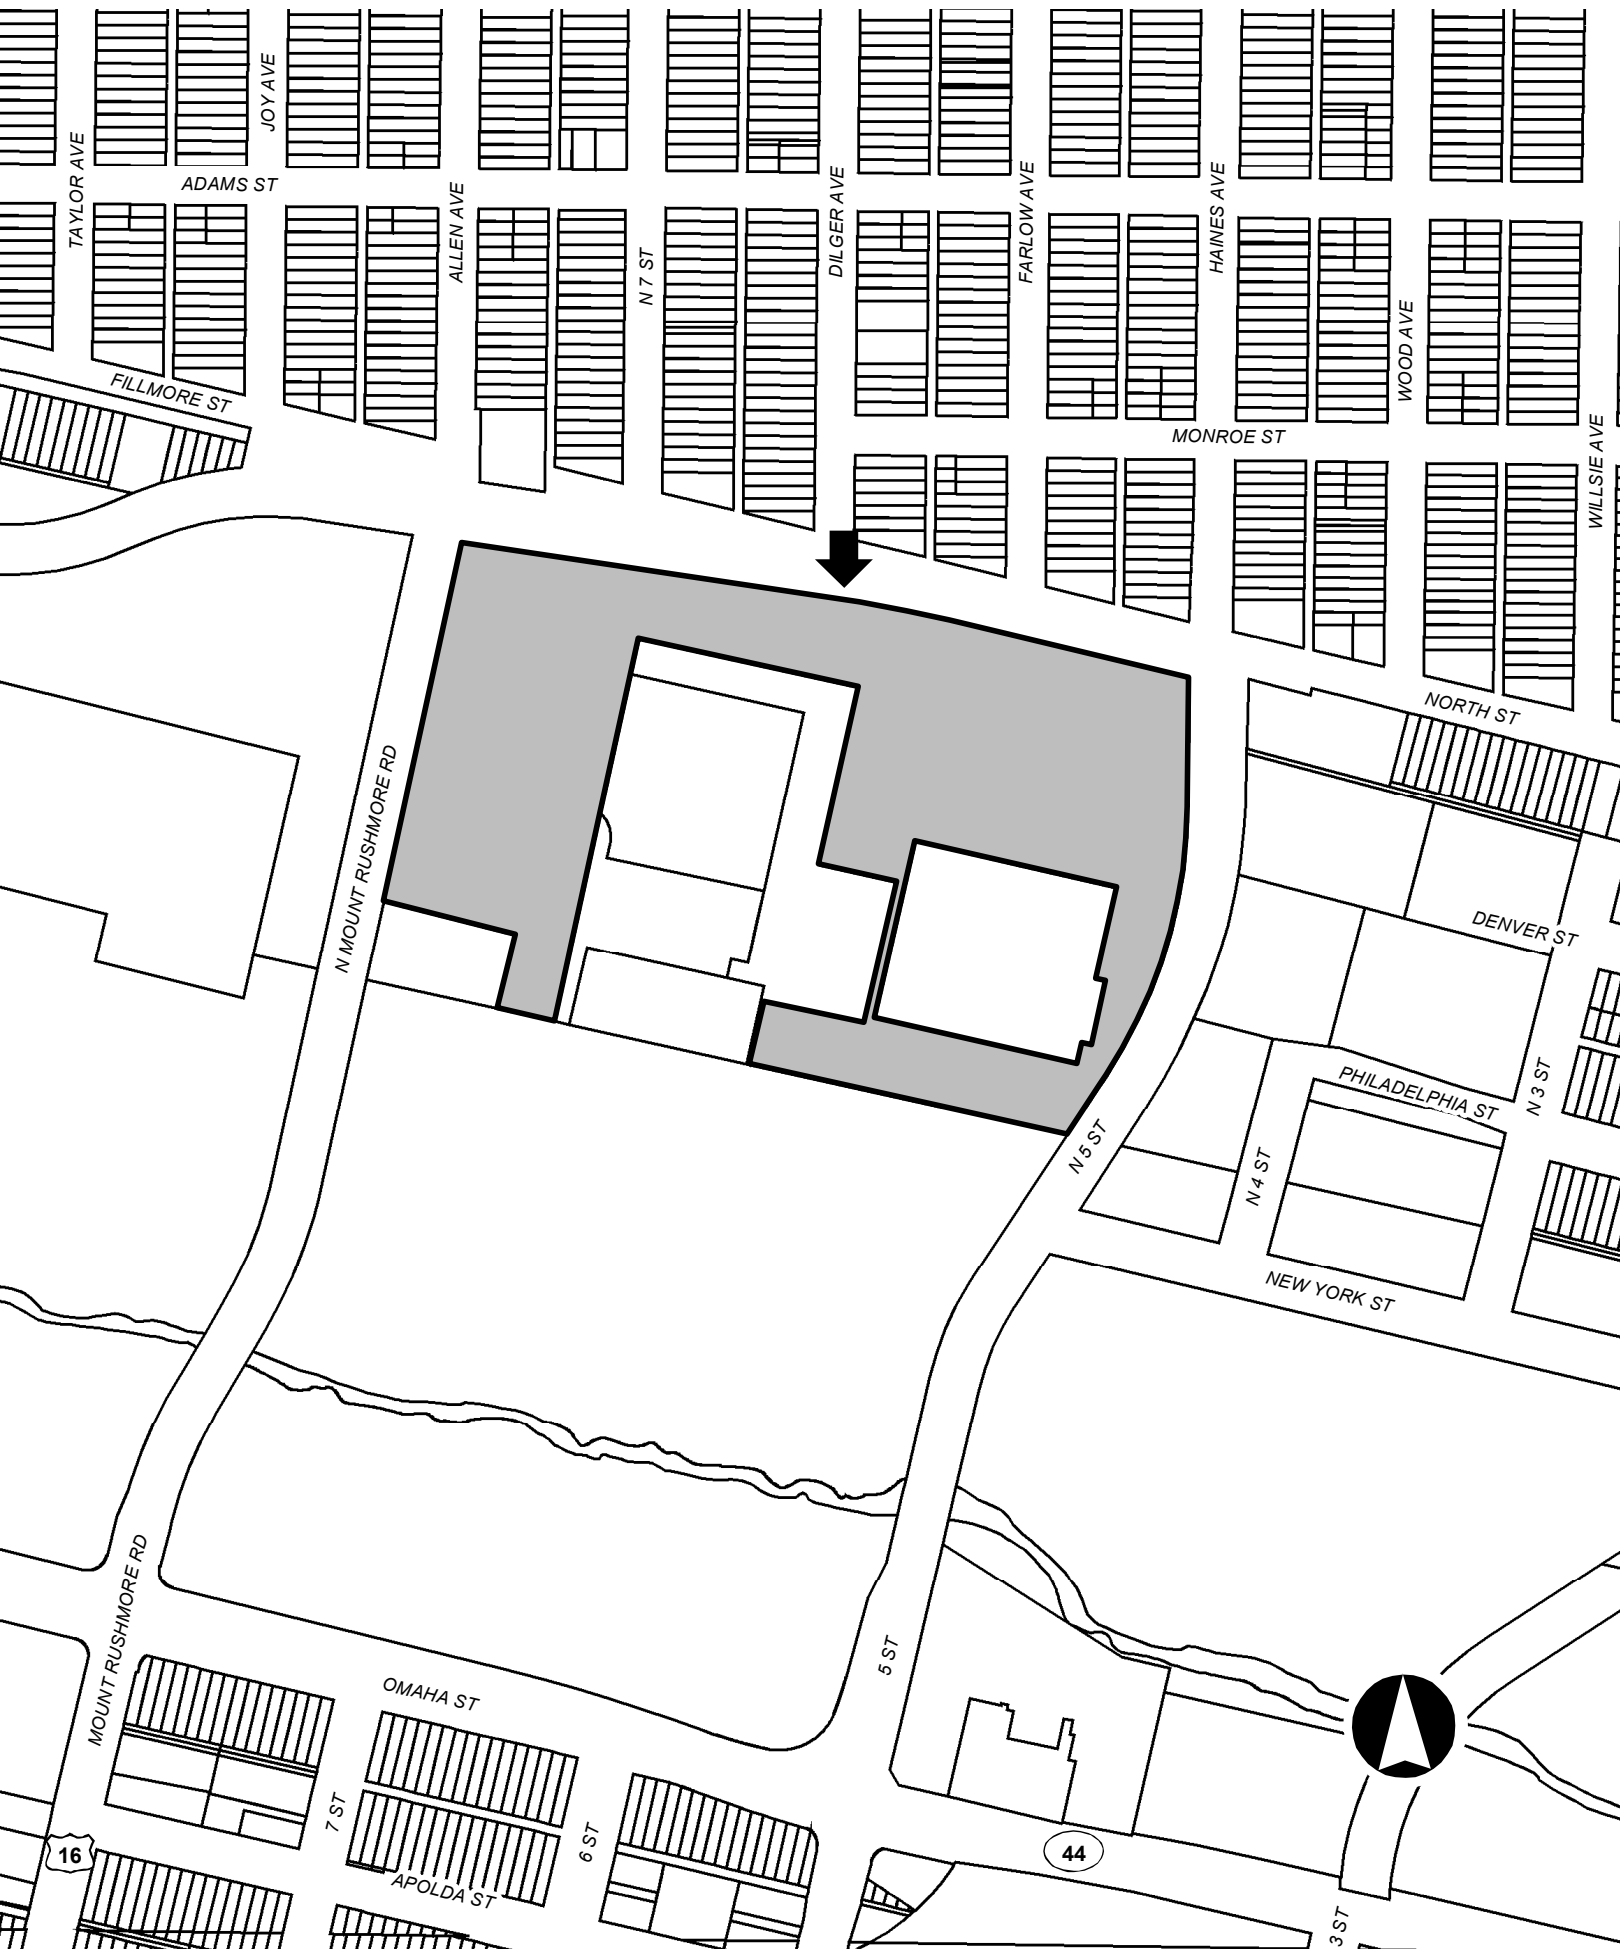 JOY AVE
TAYLOR AVE
ADAMS ST
ALLEN AVE
N 7 ST
DILGER AVE
FARLOW AVE
HAINES AVE
WOOD AVE
WILLSIE AVE
FILLMORE ST
MONROE ST
NORTH ST
N MOUNT RUSHMORE RD
DENVER ST
PHILADELPHIA ST
N 3 ST
N 5 ST
N 4 ST
NEW YORK ST
MOUNT RUSHMORE RD
5 ST
OMAHA ST
7 ST
6 ST
16
44
APOLDA ST
3 ST